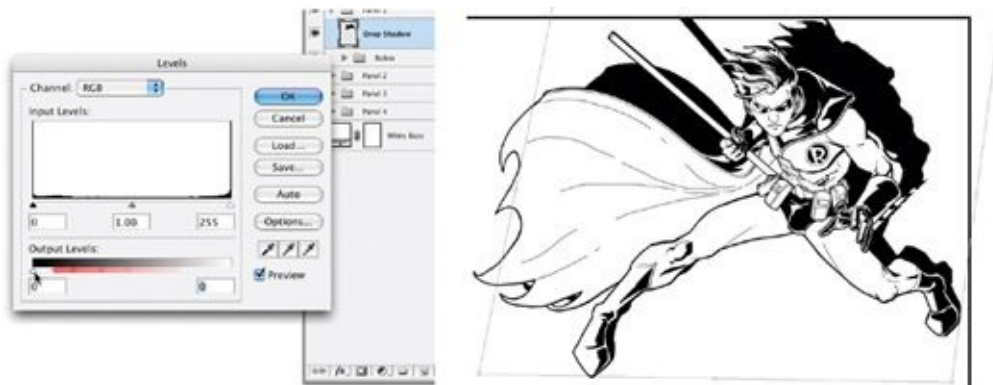 Levels
Channel: RGB
Input Levels:
0 1.00 255
Output Levels:
0 0
OK
Cancel
Load...
Save...
Auto
Options...
Preview
Drop Shadow
Robin
Panel 2
Panel 3
Panel 4
White Base
R